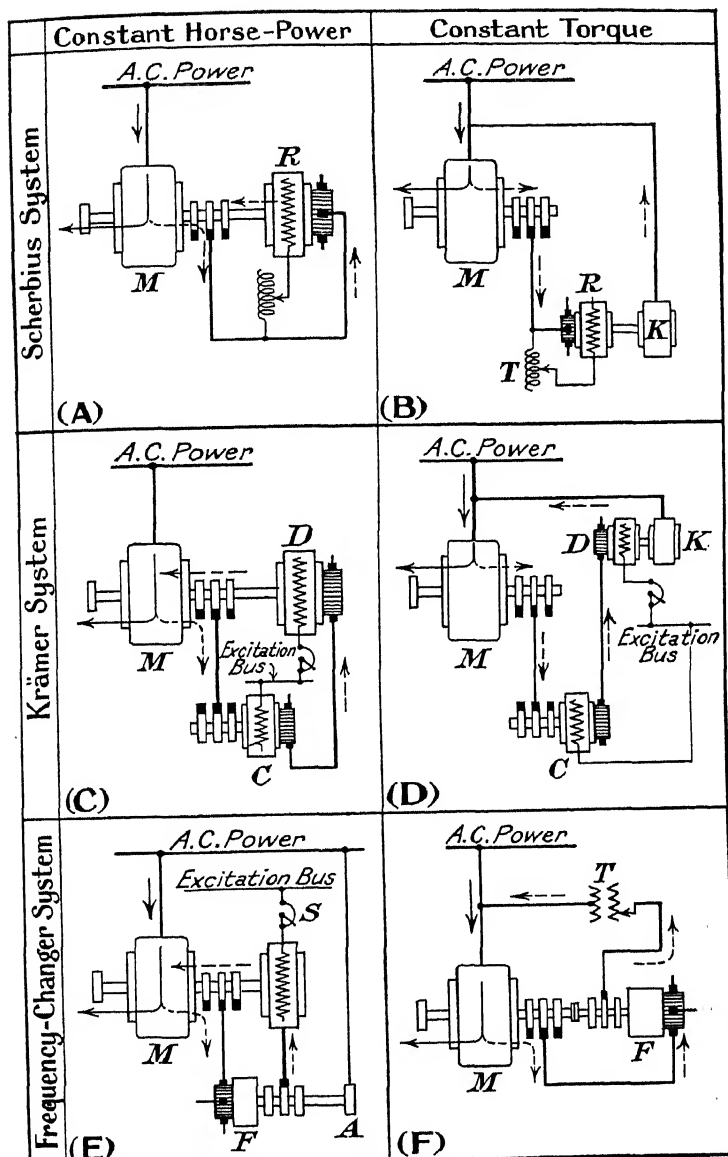 Constant Horse-Power
Constant Torque
Scherbius System
A.C. Power
R
M
(A)
A.C. Power
M
R
K
T
(B)
Krämer System
A.C. Power
D
M
Excitation
Bus
C
(C)
A.C. Power
D
K
M
Excitation
Bus
C
(D)
Frequency-Changer System
A.C. Power
Excitation Bus
S
M
F
A
(E)
A.C. Power
T
M
F
(F)